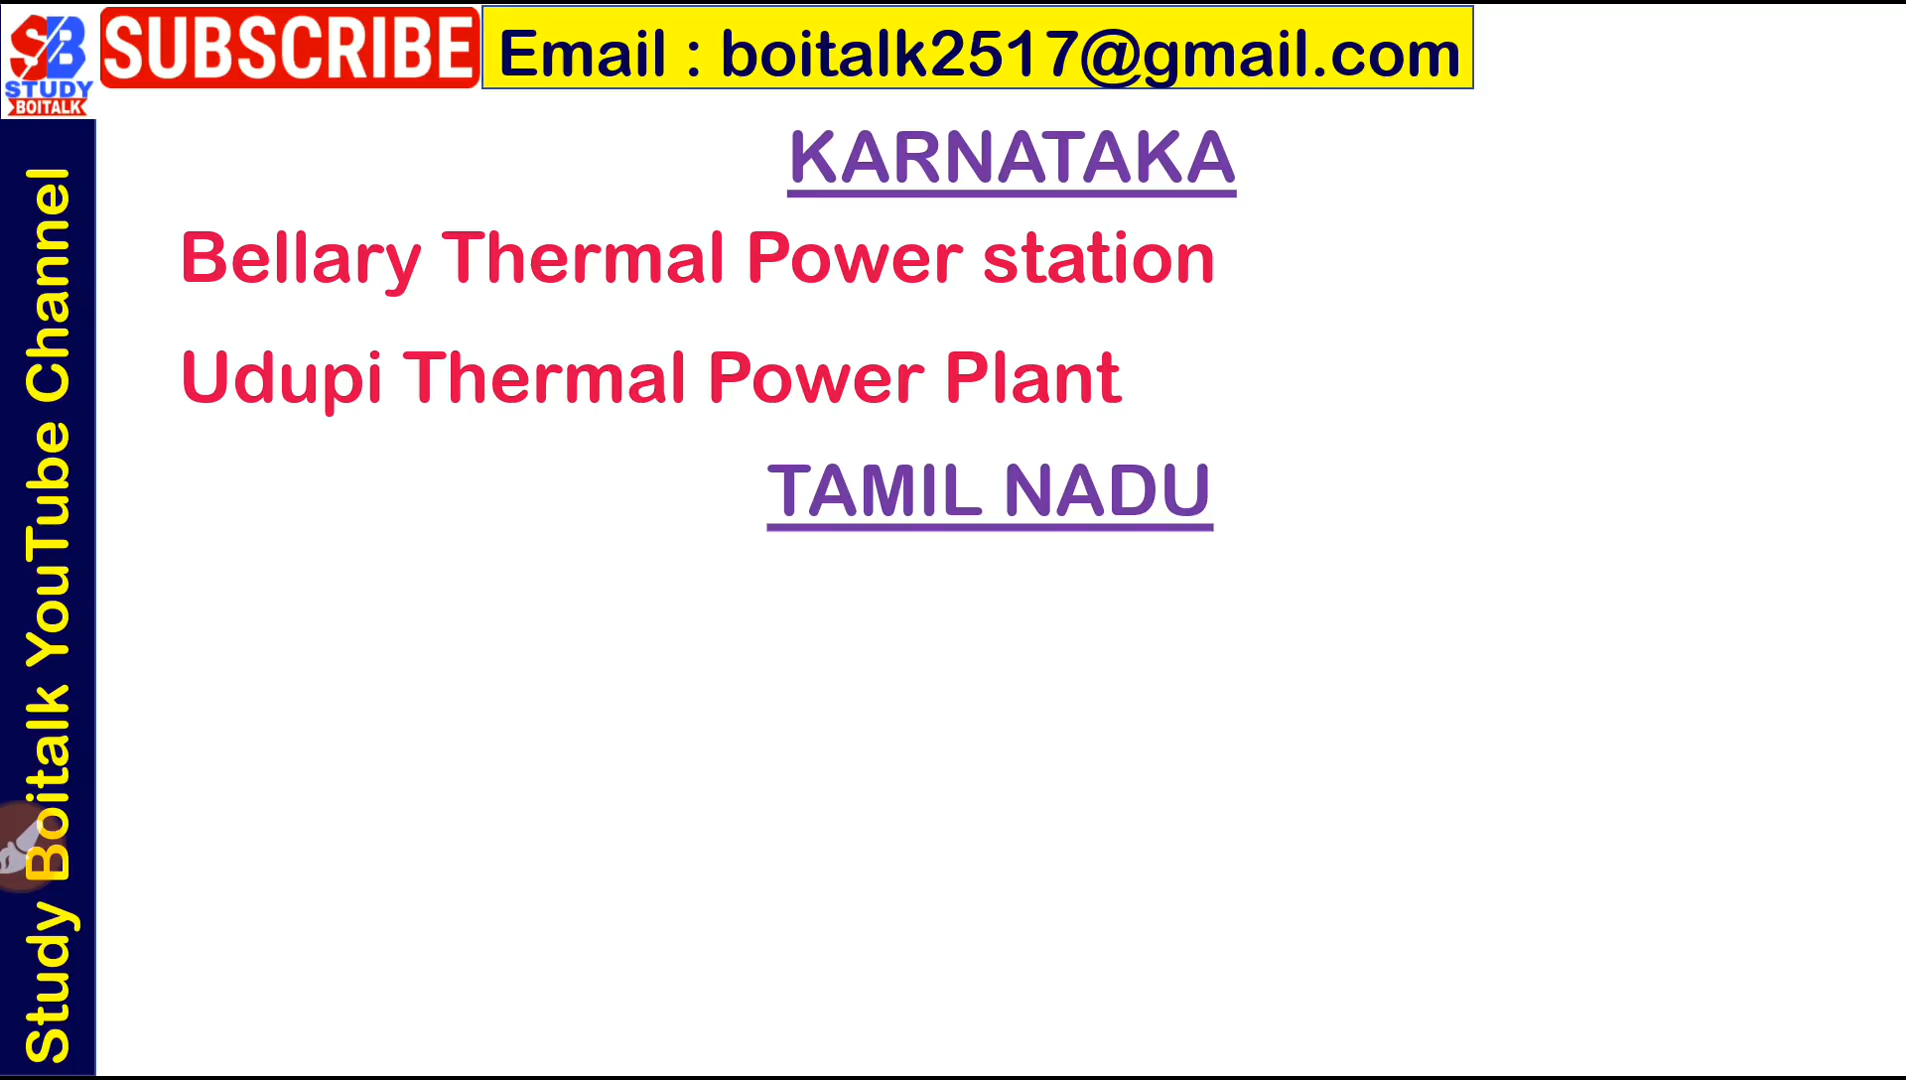 SB
STUDY
BOITALK
SUBSCRIBE
Email : boitalk2517@gmail.com
Study Boitalk YouTube Channel
KARNATAKA
Bellary Thermal Power station
Udupi Thermal Power Plant
TAMIL NADU